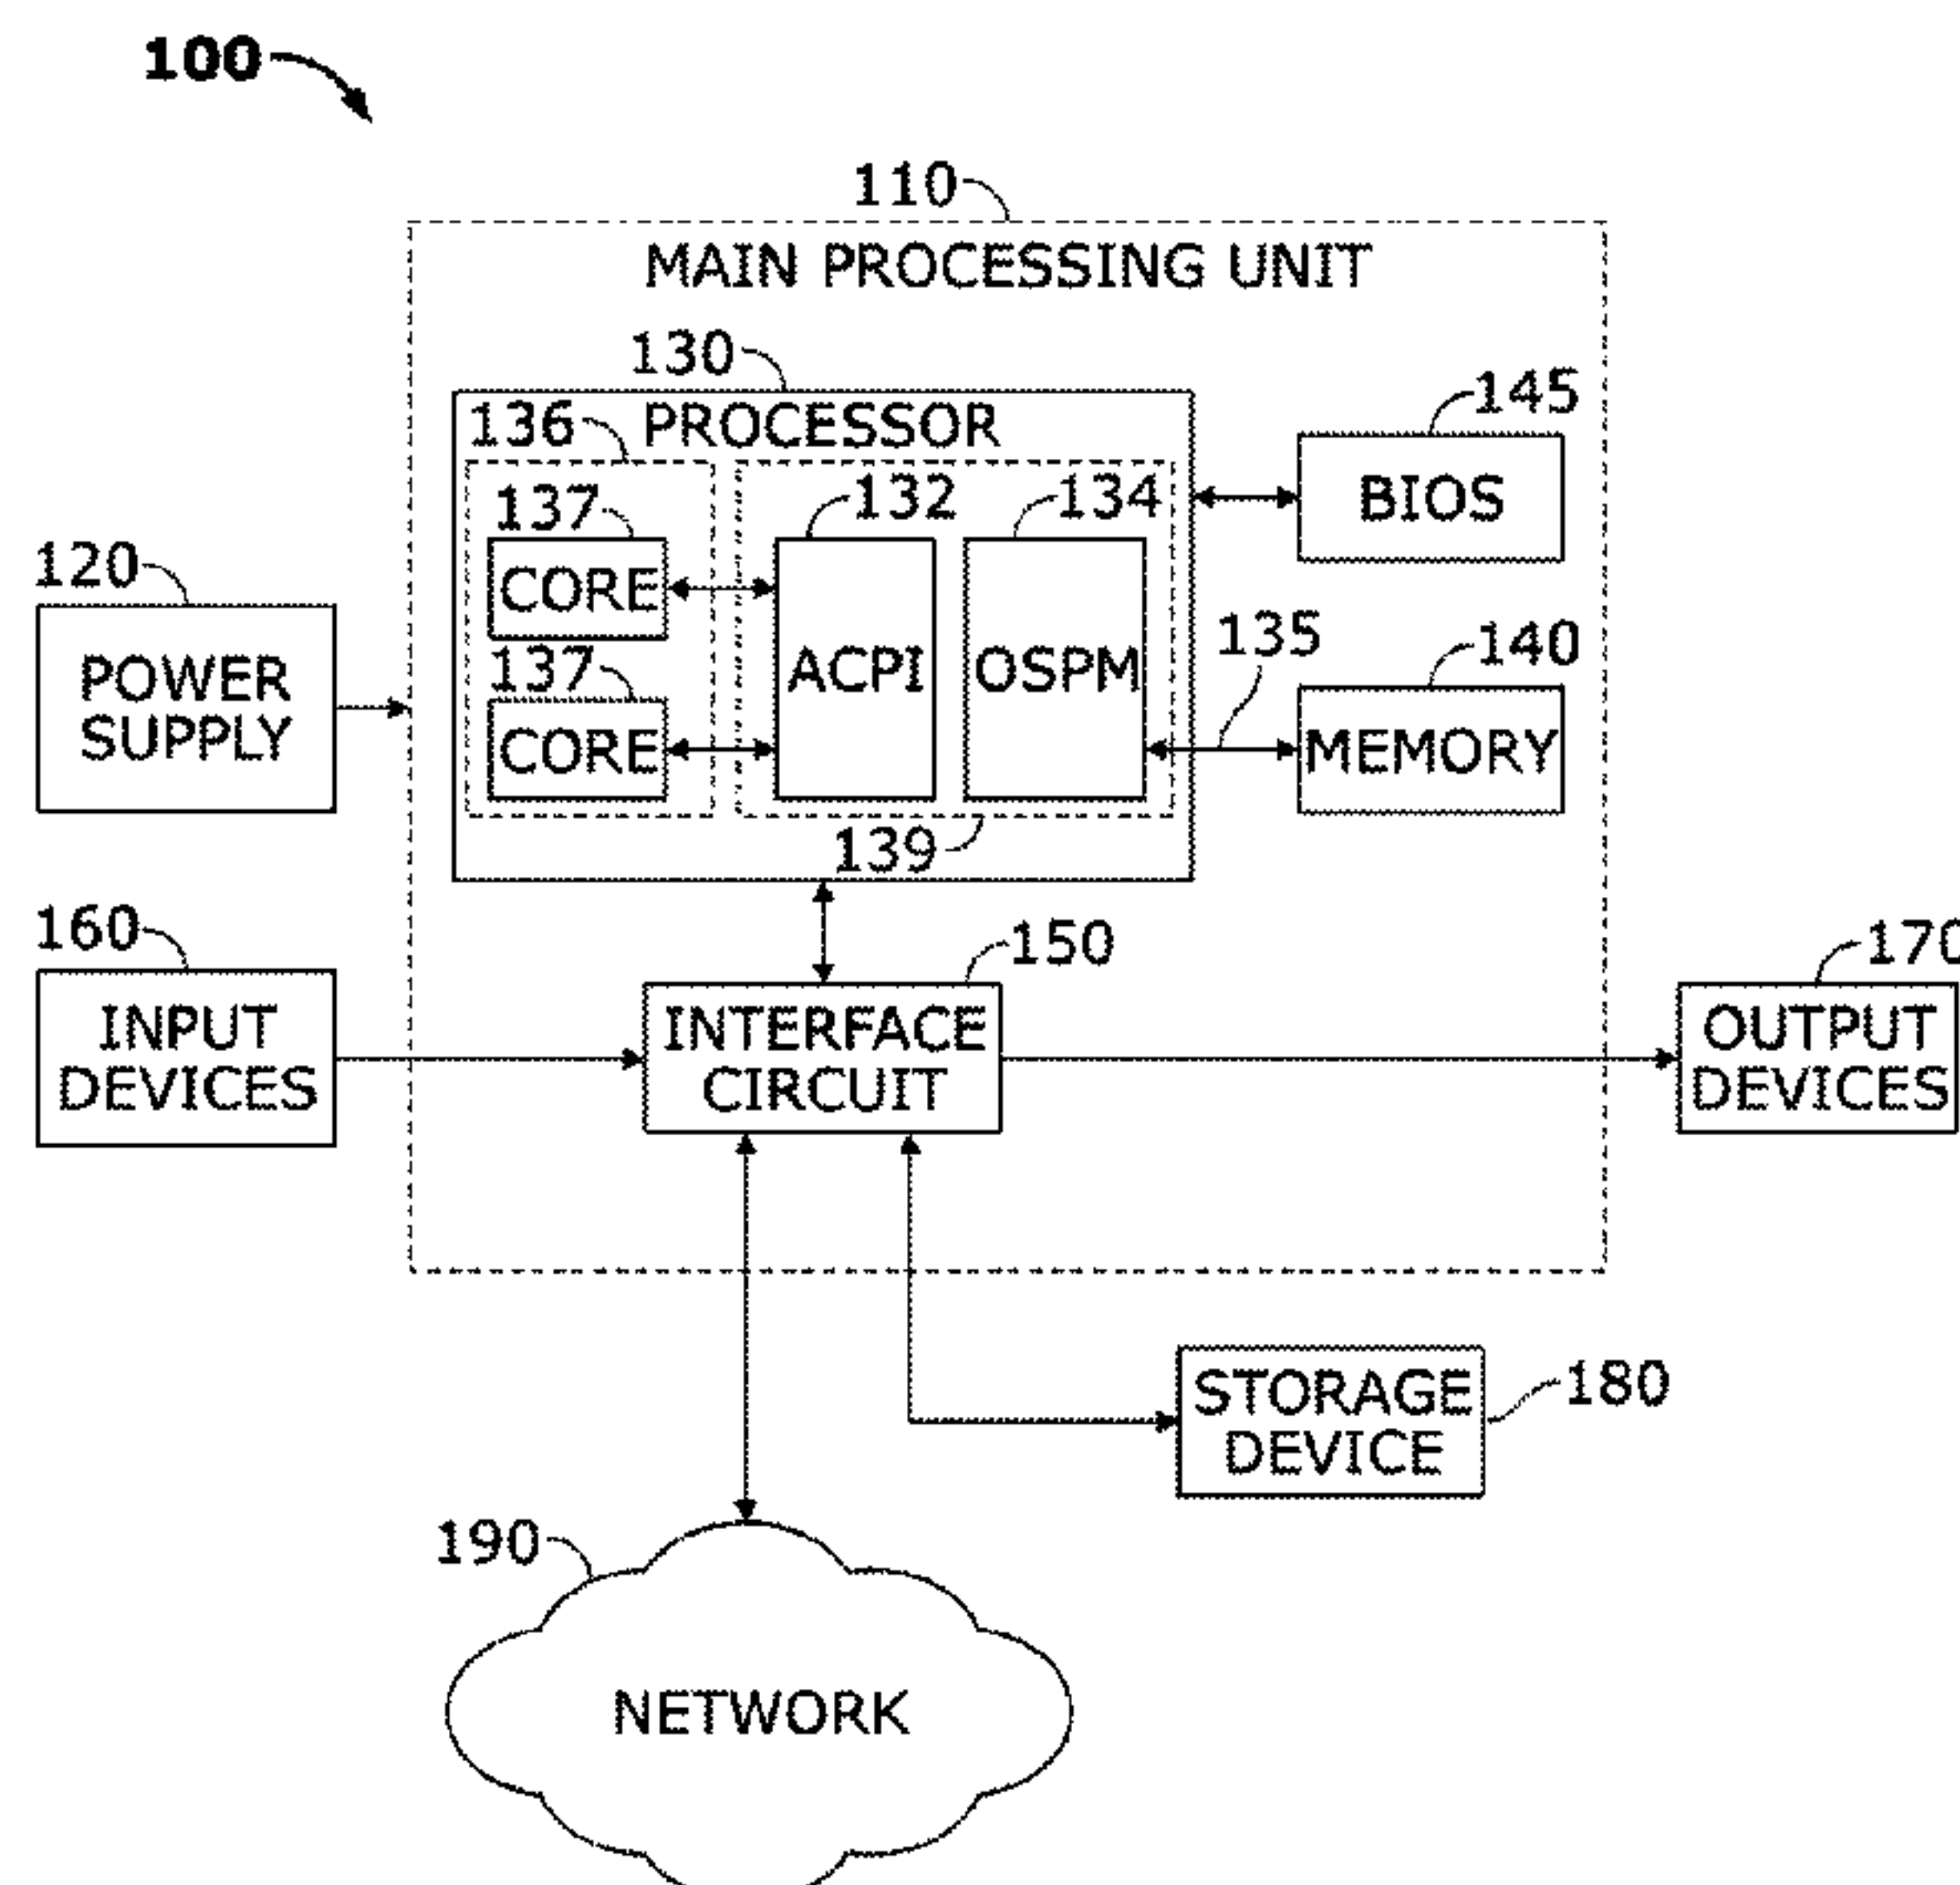 100
110
MAIN PROCESSING UNIT
130
136
PROCESSOR
145
137
132
134
BIOS
120
CORE
POWER
SUPPLY
137
ACPI
OSPM
135
140
CORE
MEMORY
139
160
150
170
INPUT
DEVICES
INTERFACE
CIRCUIT
OUTPUT
DEVICES
STORAGE
DEVICE
180
190
NETWORK